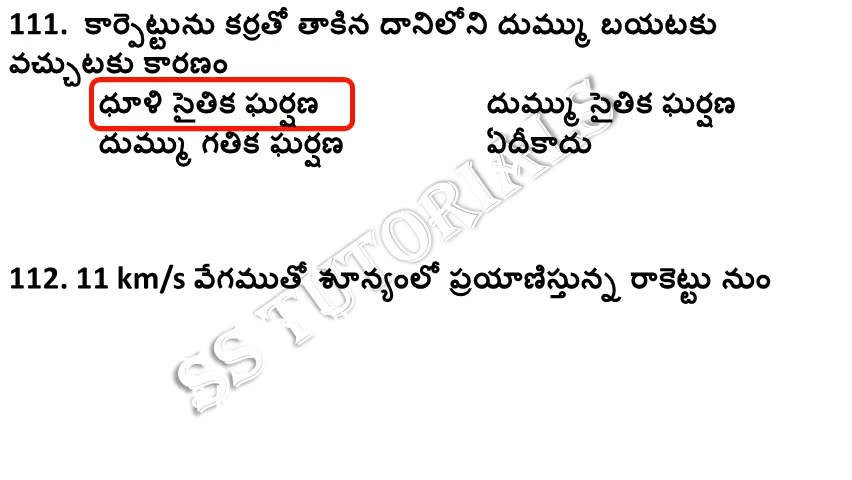 111. కార్పెట్టును కర్రతో తాకిన దానిలోని దుమ్ము బయటకు
వచ్చుటకు కారణం
ధూళి సైతిక ఘర్షణ దుమ్ము సైతిక ఘర్షణ
దుమ్ము గతిక ఘర్షణ ఏదీకాదు
SS TUTORIALS
112. 11 km/s వేగముతో శూన్యంలో ప్రయాణిస్తున్న రాకెట్టు నుం